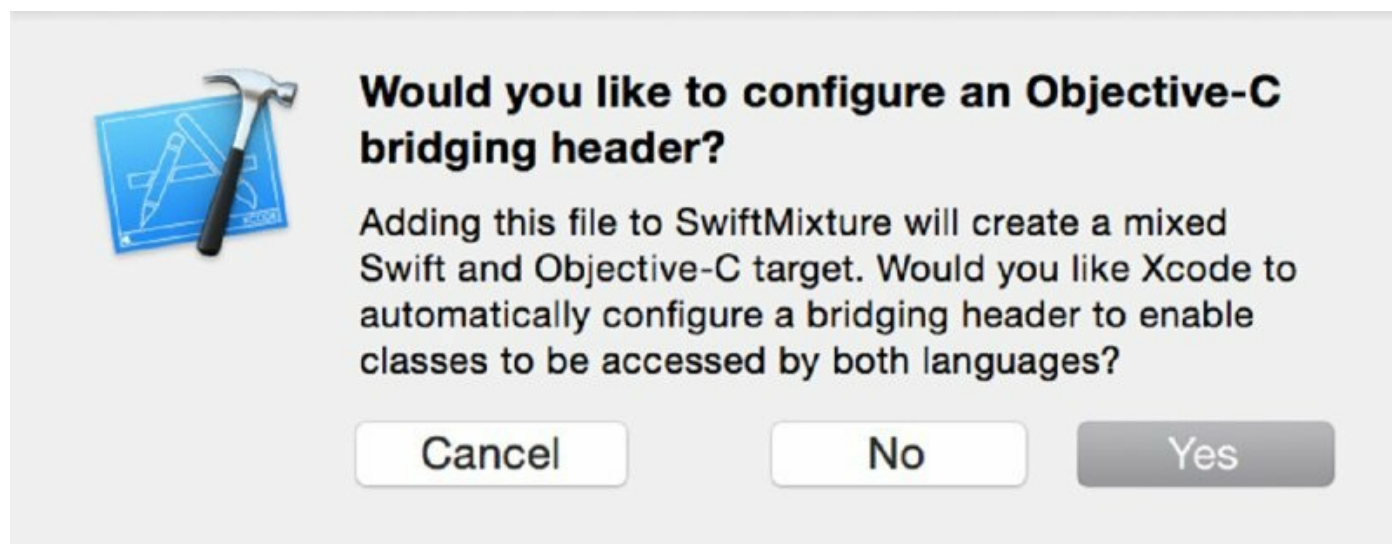 Would you like to configure an Objective-C
bridging header?
Adding this file to SwiftMixture will create a mixed
Swift and Objective-C target. Would you like Xcode to
automatically configure a bridging header to enable
classes to be accessed by both languages?
Cancel
No
Yes